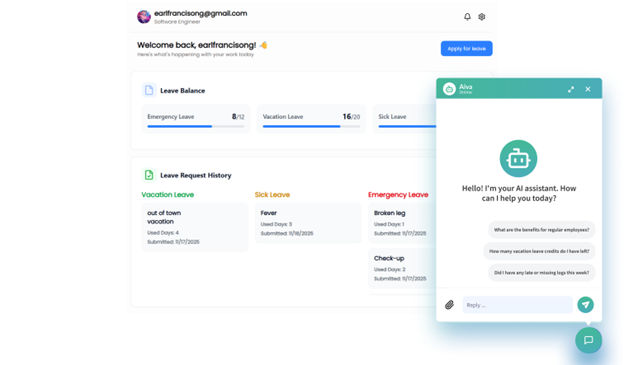 earlfrancisong@gmail.com
Software Engineer
Welcome back, earlfrancisong! 👋
Here's what's happening with your work today.
Apply for leave
Leave Balance
Emergency Leave 8/12
Vacation Leave 16/20
Sick Leave
Leave Request History
Vacation Leave
out of town
vacation
Used Days: 4
Submitted: 11/17/2025
Sick Leave
Fever
Used Days: 3
Submitted: 11/18/2025
Emergency Leave
Broken leg
Used Days: 1
Submitted: 11/17/2025
Check-up
Used Days: 2
Submitted: 11/17/2025
Aiva
Online
Hello! I'm your AI assistant. How
can I help you today?
What are the benefits for regular employees?
How many vacation leave credits do I have left?
Did I have any late or missing logs this week?
Reply ...